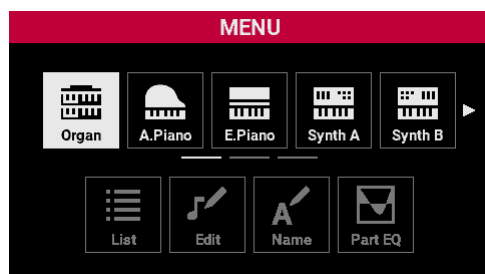 MENU
Organ A.Piano E.Piano Synth A Synth B
List Edit Name Part EQ